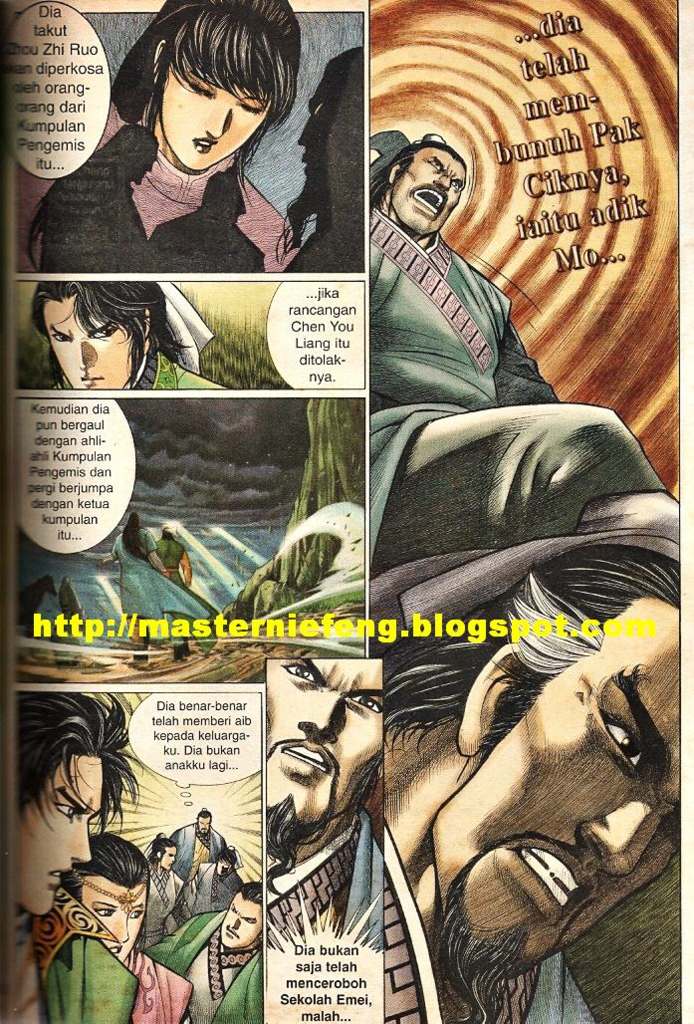 Dia
takut
Zhou Zhi Ruo
akan diperkosa
oleh orang-
orang dari
Kumpulan
Pengemis
itu...
...jika
rancangan
Chen You
Liang itu
ditolak-
nya.
Kemudian dia
pun bergaul
dengan ahli-
ahli Kumpulan
Pengemis dan
pergi berjumpa
dengan ketua
kumpulan
itu...
Dia benar-benar
telah memberi aib
kepada keluarga-
ku. Dia bukan
anakku lagi...
Dia bukan
saja telah
menceroboh
Sekolah Emei,
malah...
...dia
telah
mem-
bunuh Pak
Ciknya,
iaitu adik
Mo...
http://masterniefeng.blogspot.com